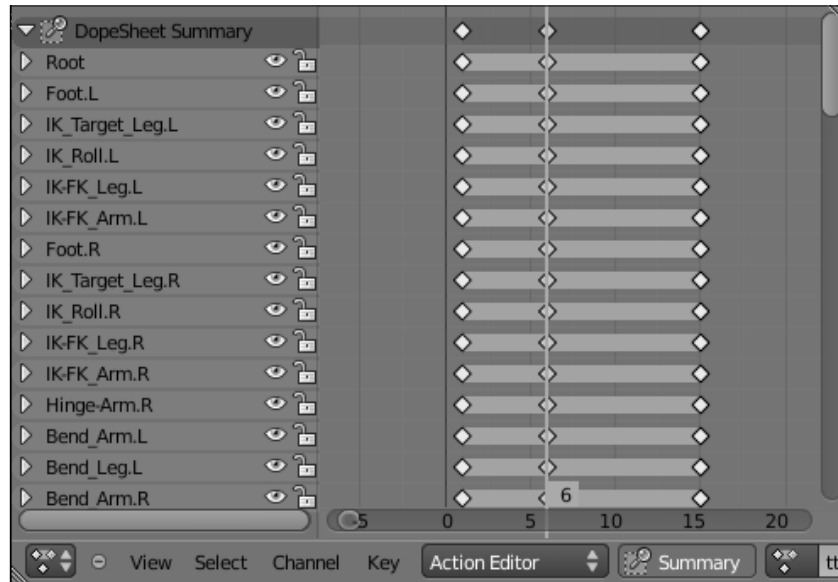 DopeSheet Summary
Root
Foot.L
IK_Target_Leg.L
IK_Roll.L
IK-FK_Leg.L
IK-FK_Arm.L
Foot.R
IK_Target_Leg.R
IK_Roll.R
IK-FK_Leg.R
IK-FK_Arm.R
Hinge-Arm.R
Bend_Arm.L
Bend_Leg.L
Bend_Arm.R
6
-5 0 5 10 15 20
View Select Channel Key Action Editor Summary tt